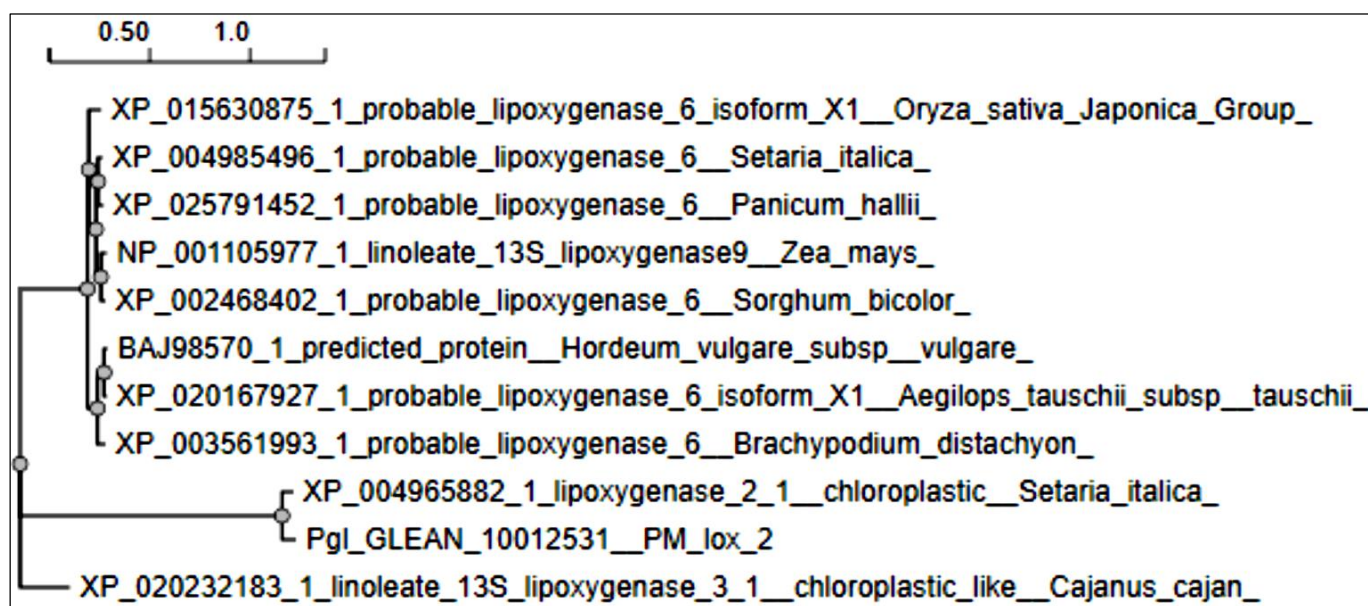 0.50 1.0
XP_015630875_1_probable_lipoxygenase_6_isoform_X1__Oryza_sativa_Japonica_Group_
XP_004985496_1_probable_lipoxygenase_6__Setaria_italica_
XP_025791452_1_probable_lipoxygenase_6__Panicum_hallii_
NP_001105977_1_linoleate_13S_lipoxygenase9__Zea_mays_
XP_002468402_1_probable_lipoxygenase_6__Sorghum_bicolor_
BAJ98570_1_predicted_protein__Hordeum_vulgare_subsp__vulgare_
XP_020167927_1_probable_lipoxygenase_6_isoform_X1__Aegilops_tauschii_subsp__tauschii_
XP_003561993_1_probable_lipoxygenase_6__Brachypodium_distachyon_
XP_004965882_1_lipoxygenase_2_1__chloroplastic__Setaria_italica_
Pgl_GLEAN_10012531__PM_lox_2
XP_020232183_1_linoleate_13S_lipoxygenase_3_1__chloroplastic_like__Cajanus_cajan_